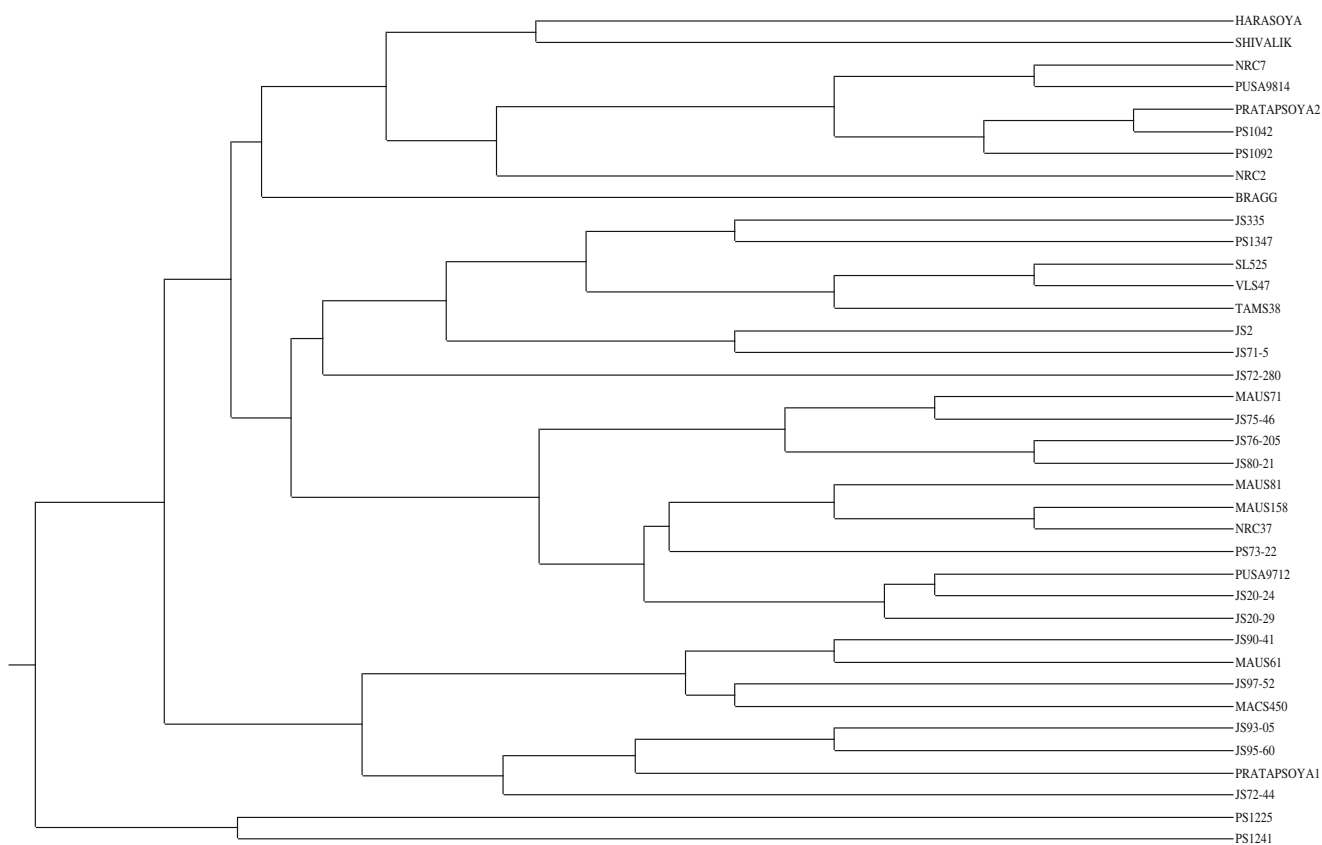 HARASOYA
SHIVALIK
NRC7
PUSA9814
PRATAPSOYA2
PS1042
PS1092
NRC2
BRAGG
JS335
PS1347
SL525
VLS47
TAMS38
JS2
JS71-5
JS72-280
MAUS71
JS75-46
JS76-205
JS80-21
MAUS81
MAUS158
NRC37
PS73-22
PUSA9712
JS20-24
JS20-29
JS90-41
MAUS61
JS97-52
MACS450
JS93-05
JS95-60
PRATAPSOYA1
JS72-44
PS1225
PS1241